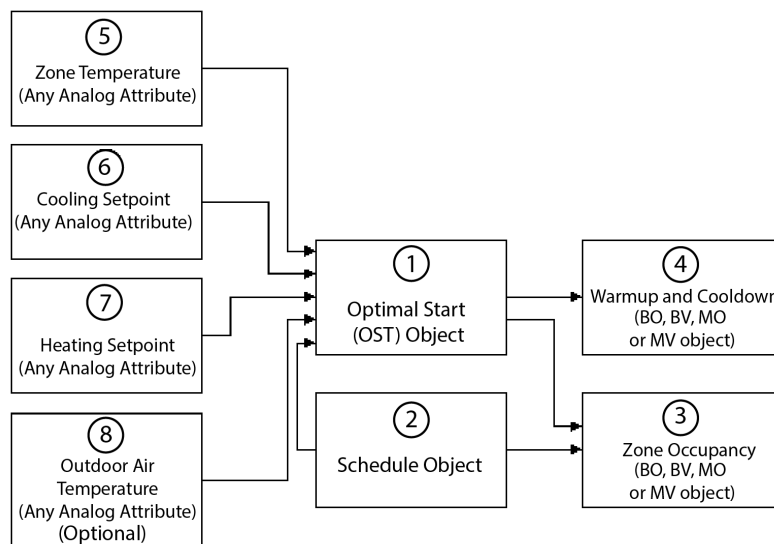 5
Zone Temperature
(Any Analog Attribute)
6
Cooling Setpoint
(Any Analog Attribute)
7
Heating Setpoint
(Any Analog Attribute)
8
Outdoor Air
Temperature
(Any Analog Attribute)
(Optional)
1
Optimal Start
(OST) Object
2
Schedule Object
4
Warmup and Cooldown
(BO, BV, MO
or MV object)
3
Zone Occupancy
(BO, BV, MO
or MV object)